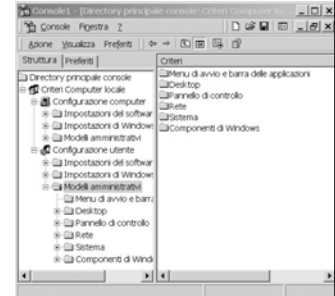 Console1 - [Directory principale console\Criteri Computer loc
Console Finestra ?
Azione Visualizza Preferiti
Struttura Preferiti
Criteri
Directory principale console
Criteri Computer locale
Configurazione computer
Impostazioni del softwar
Impostazioni di Window
Modelli amministrativi
Configurazione utente
Impostazioni del softwar
Impostazioni di Window
Modelli amministrativi
Menu di avvio e barra
Desktop
Pannello di controllo
Rete
Sistema
Componenti di Windo
Menu di avvio e barra delle applicazioni
Desktop
Pannello di controllo
Rete
Sistema
Componenti di Windows